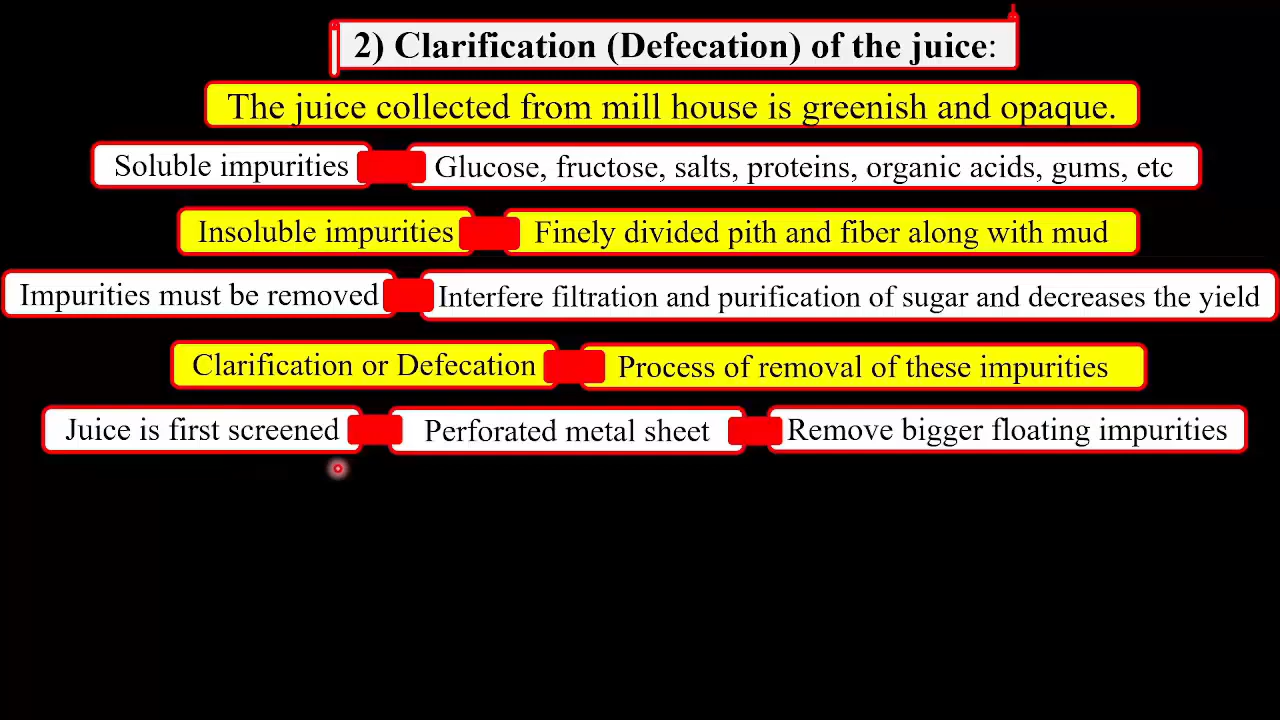 2) Clarification (Defecation) of the juice:
The juice collected from mill house is greenish and opaque.
Soluble impurities Glucose, fructose, salts, proteins, organic acids, gums, etc
Insoluble impurities Finely divided pith and fiber along with mud
Impurities must be removed Interfere filtration and purification of sugar and decreases the yield
Clarification or Defecation Process of removal of these impurities
Juice is first screened Perforated metal sheet Remove bigger floating impurities